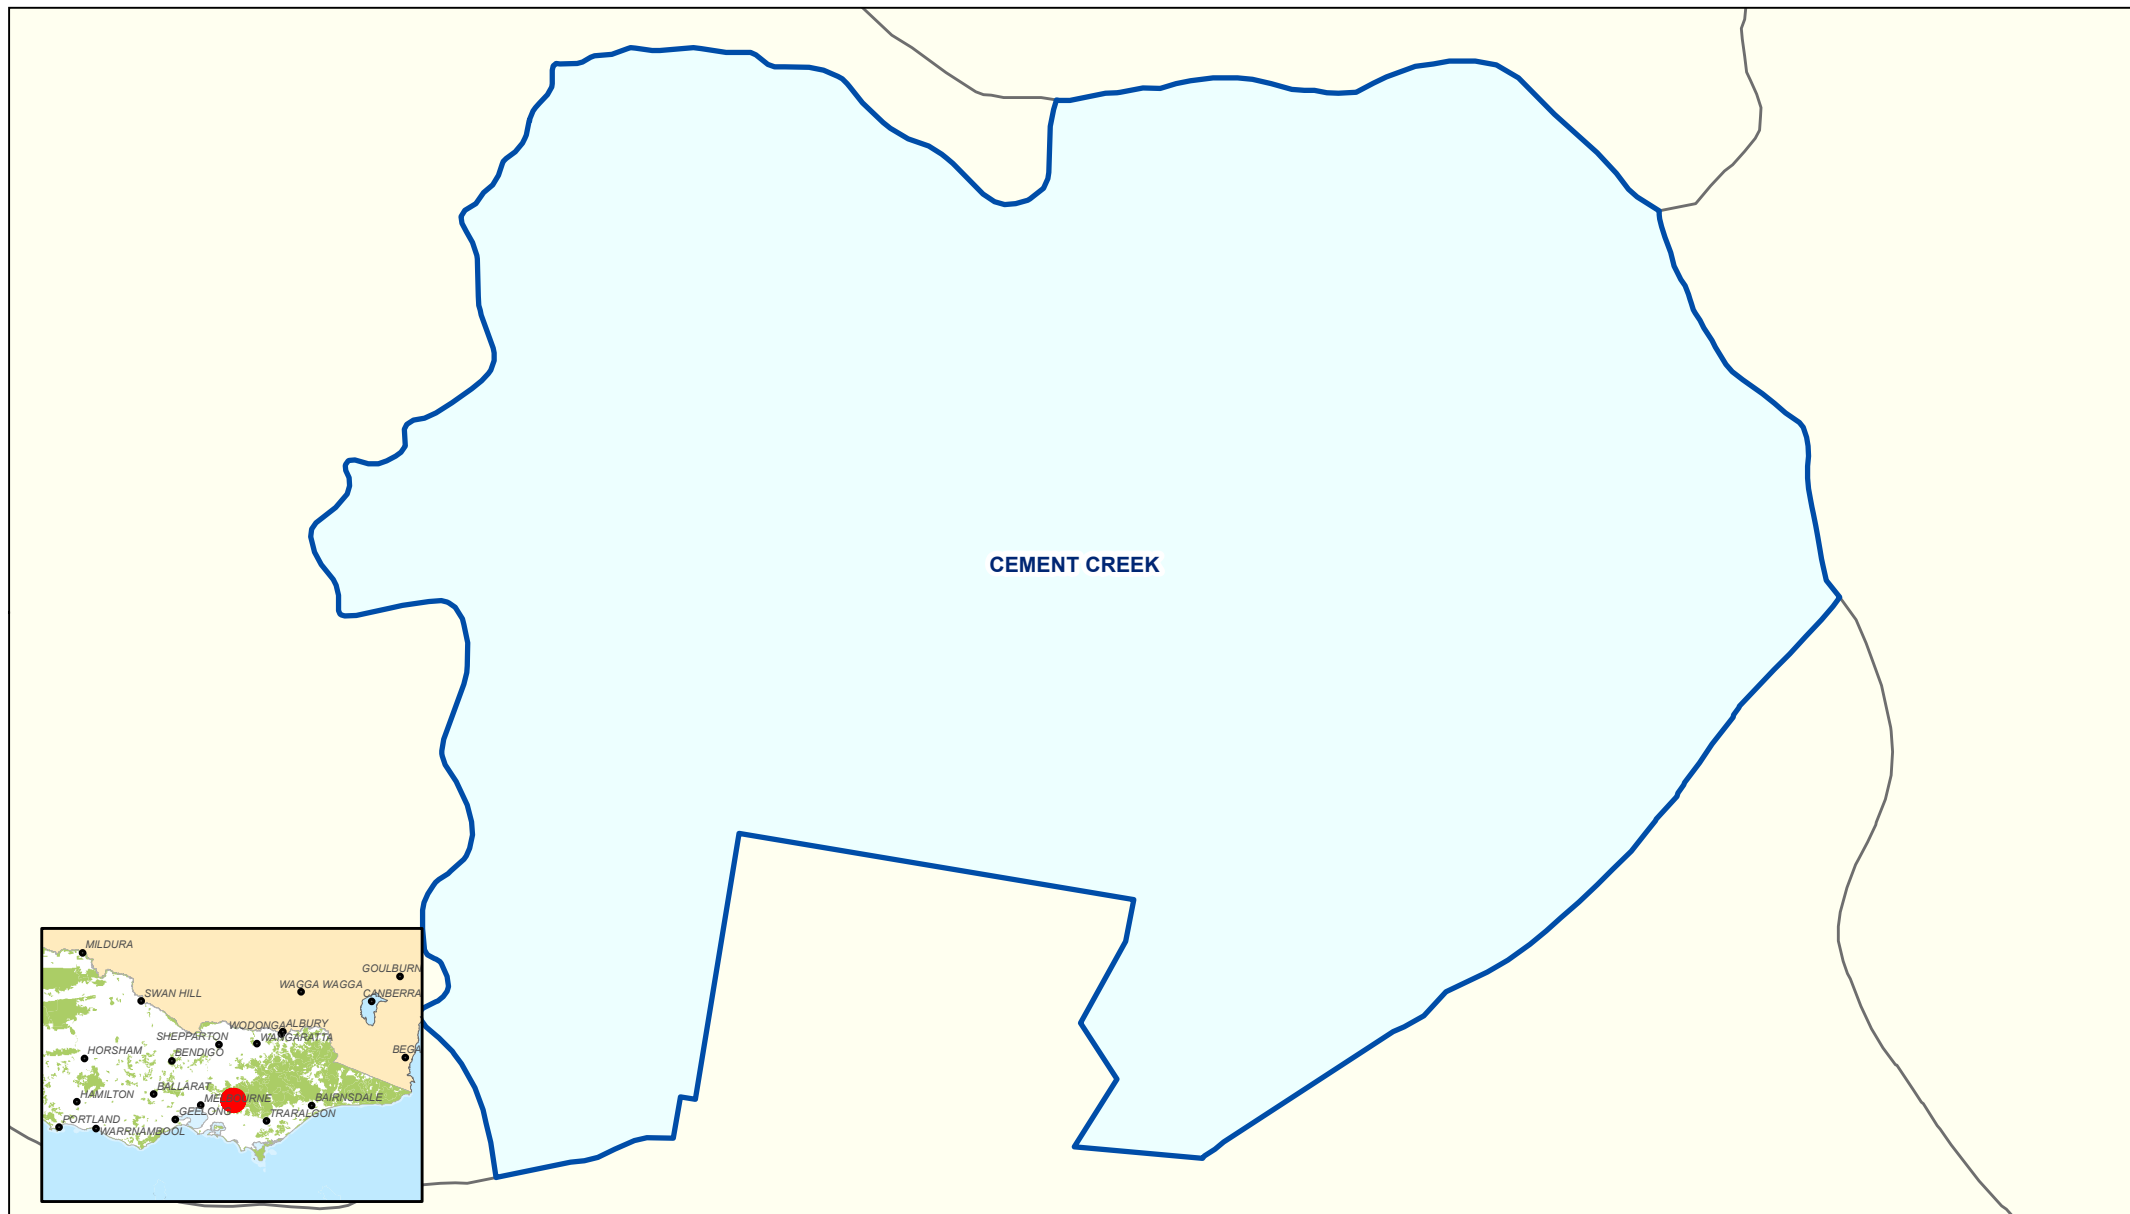 CEMENT CREEK
MILDURA
GOULBURN
WAGGA WAGGA
SWAN HILL
CANBERRA
WODONGA
ALBURY
SHEPPARTON
WANGARATTA
HORSHAM
BENDIGO
BEGA
BALLARAT
HAMILTON
MELBOURNE
BAIRNSDALE
GEELONG
TRARALGON
PORTLAND
WARRNAMBOOL